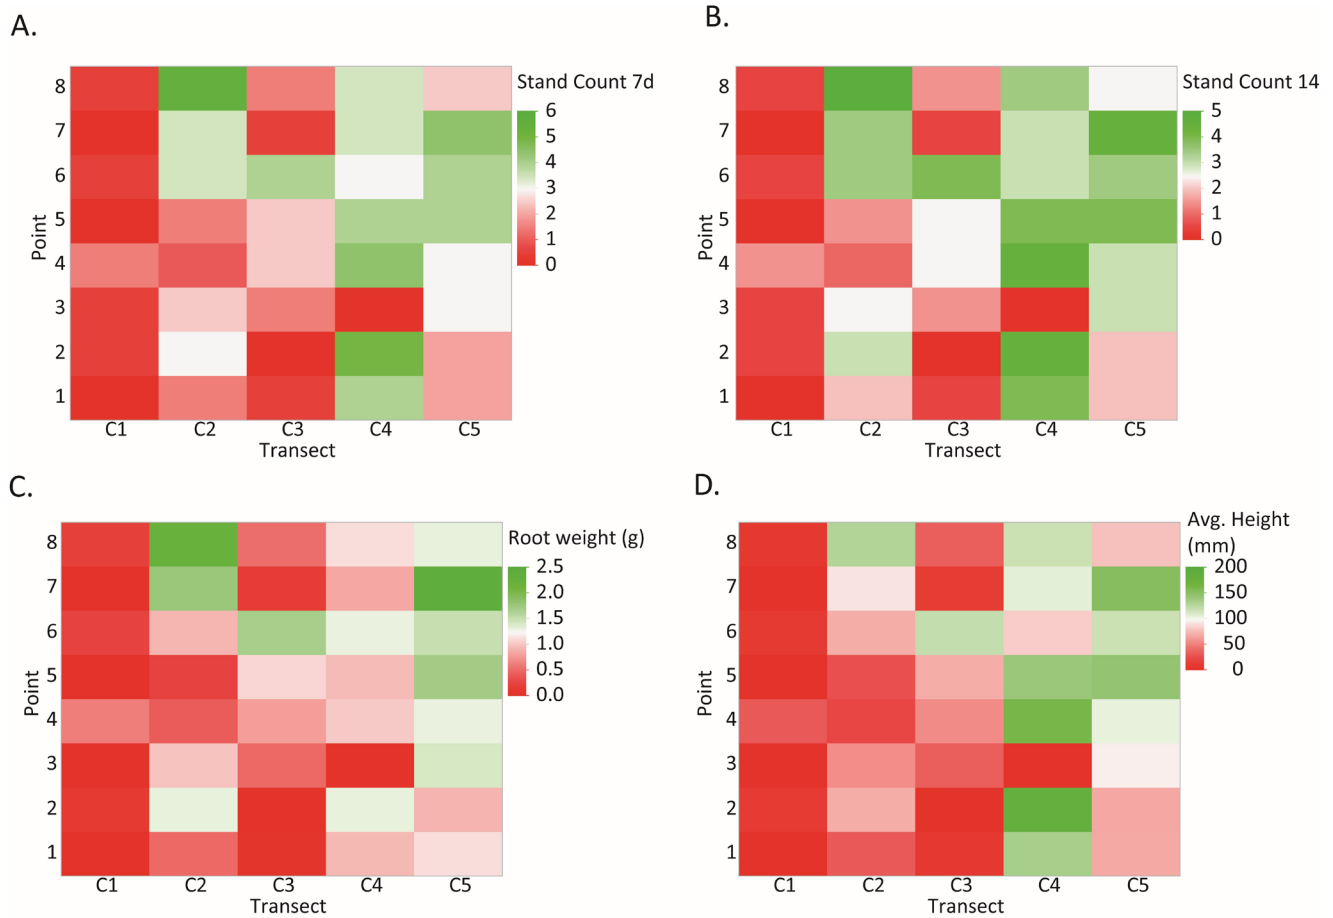 A.
Stand Count 7d
6
5
4
3
2
1
0
Point
8
7
6
5
4
3
2
1
C1 C2 C3 C4 C5
Transect
B.
Stand Count 14
5
4
3
2
1
0
Point
8
7
6
5
4
3
2
1
C1 C2 C3 C4 C5
Transect
C.
Root weight (g)
2.5
2.0
1.5
1.0
0.5
0.0
Point
8
7
6
5
4
3
2
1
C1 C2 C3 C4 C5
Transect
D.
Avg. Height
(mm)
200
150
100
50
0
Point
8
7
6
5
4
3
2
1
C1 C2 C3 C4 C5
Transect